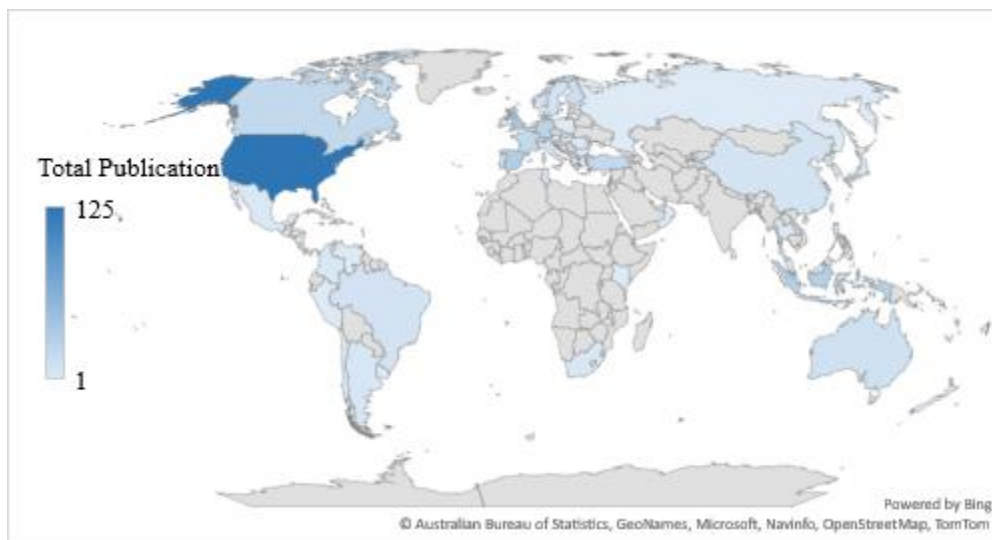 Total Publication
125
1
Powered by Bing
© Australian Bureau of Statistics, GeoNames, Microsoft, Navinfo, OpenStreetMap, TomTom